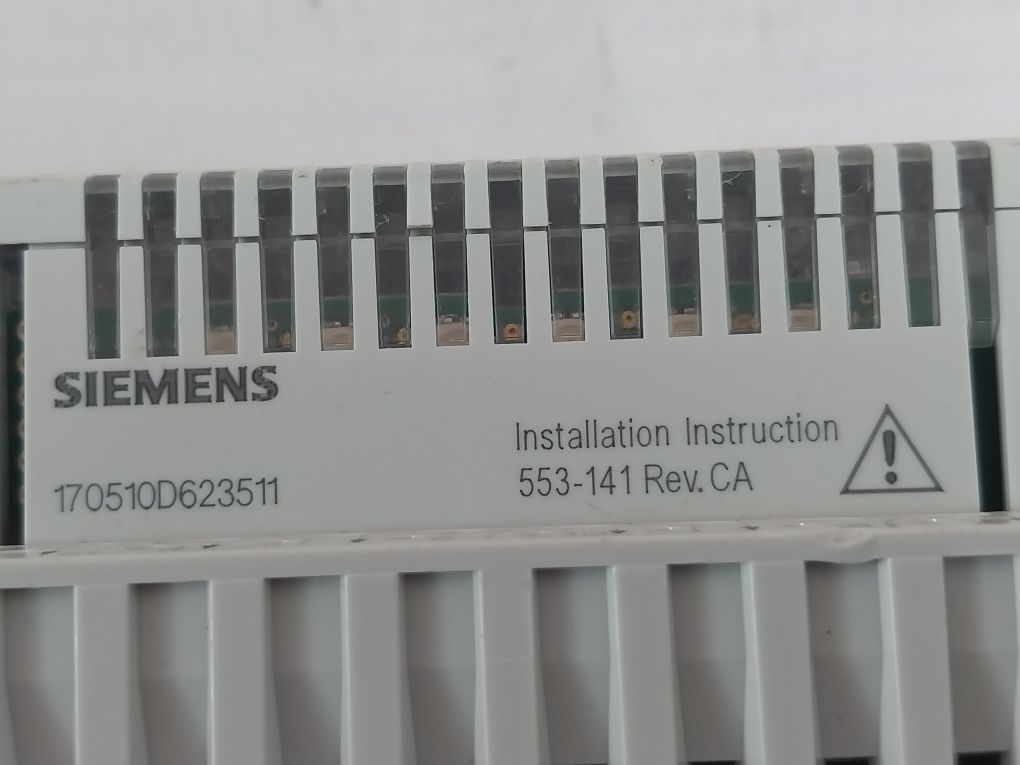 SIEMENS
Installation Instruction
170510D623511
553-141 Rev. CA